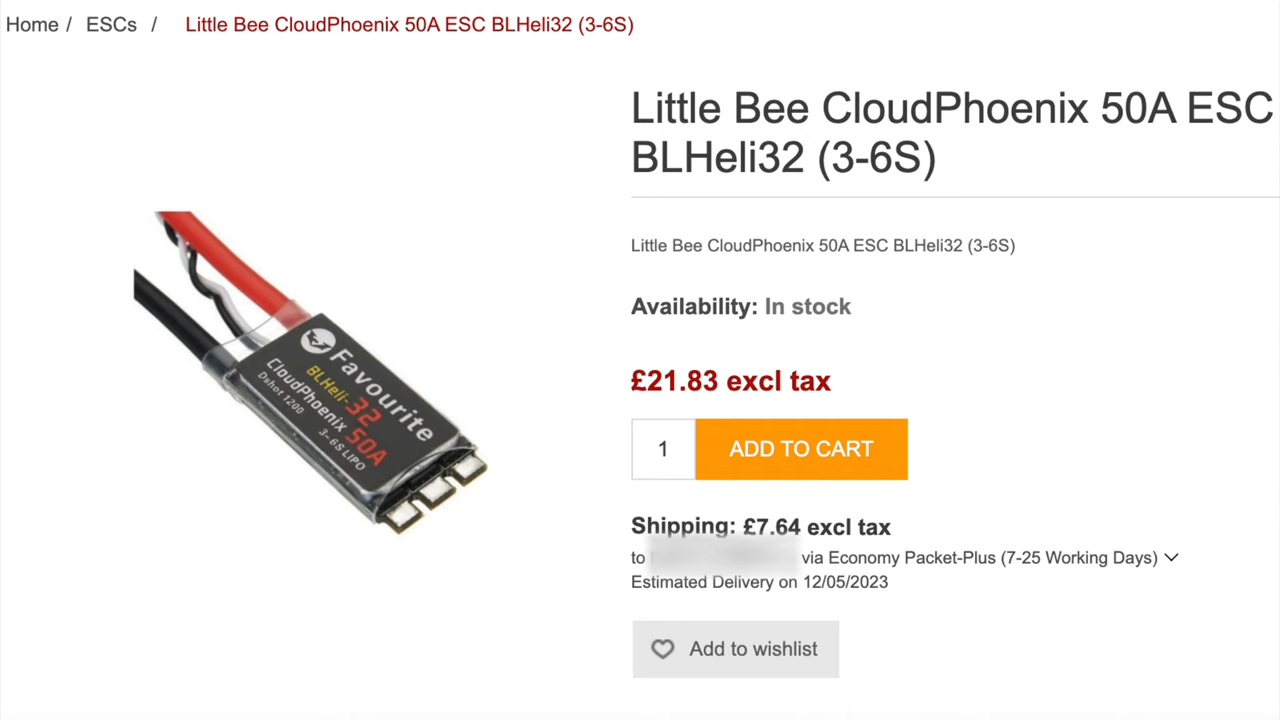 Home / ESCs / Little Bee CloudPhoenix 50A ESC BLHeli32 (3-6S)
Little Bee CloudPhoenix 50A ESC
BLHeli32 (3-6S)
Little Bee CloudPhoenix 50A ESC BLHeli32 (3-6S)
Availability: In stock
£21.83 excl tax
1 ADD TO CART
Shipping: £7.64 excl tax
to via Economy Packet-Plus (7-25 Working Days)
Estimated Delivery on 12/05/2023
Add to wishlist
Favourite
BLHeli-32
CloudPhoenix 50A
Dshot 1200
3-6S LIPO